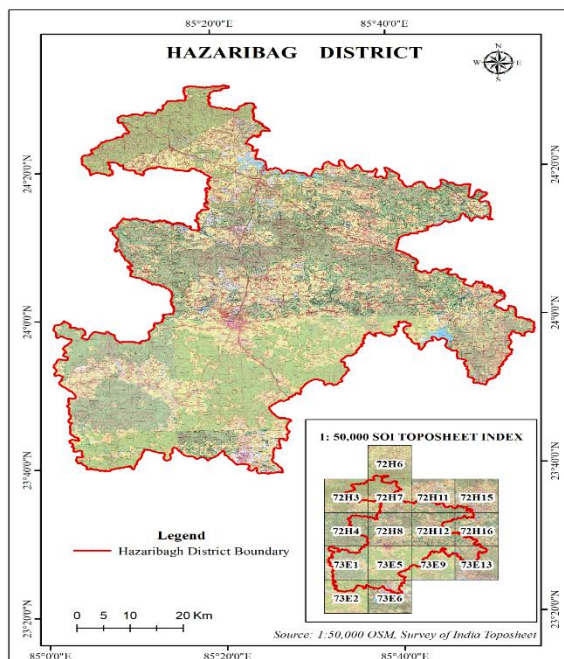 85°20'0"E 85°40'0"E
HAZARIBAG DISTRICT
N
W E
S
24°20'0"N 24°20'0"N
24°0'0"N 24°0'0"N
23°40'0"N 23°40'0"N
23°20'0"N 23°20'0"N
1: 50,000 SOI TOPOSHEET INDEX
72H6
72H3 72H7 72H11 72H15
72H4 72H8 72H12 72H16
73E1 73E5 73E9 73E13
73E2 73E6
Legend
Hazaribagh District Boundary
0 5 10 20 Km
Source: 1:50,000 OSM, Survey of India Toposheet
85°0'0"E 85°20'0"E 85°40'0"E